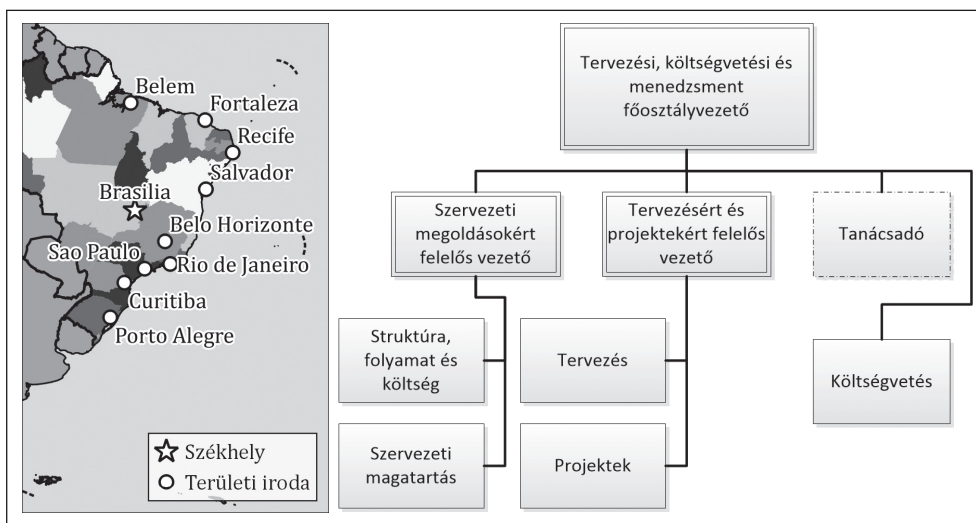 Belem
Fortaleza
Recife
Salvador
Brasilia
Belo Horizonte
Sao Paulo
Rio de Janeiro
Curitiba
Porto Alegre
Székhely
Területi iroda
Tervezési, költségvetési és
menedzsment
főosztályvezető
Szervezeti
megoldásokért
felelős vezető
Tervezésért és
projektekért felelős
vezető
Tanácsadó
Struktúra,
folyamat és
költség
Tervezés
Költségvetés
Szervezeti
magatartás
Projektek